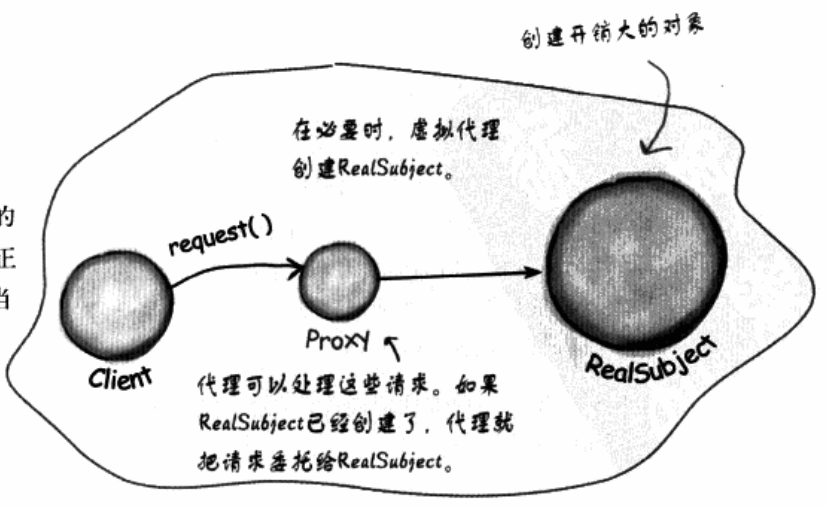 创建开销大的对象
在必要时，虚拟代理
创建RealSubject。
的
正
当
request()
Client
Proxy
RealSubject
代理可以处理这些请求。如果
RealSubject已经创建了，代理就
把请求委托给RealSubject。